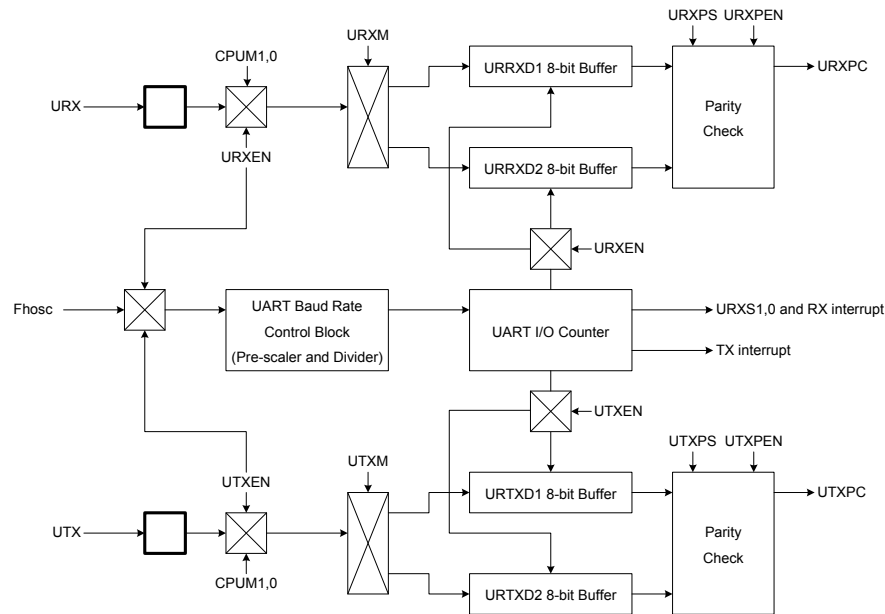 URXPS URXPEN
URXM
CPUM1,0
URRXD1 8-bit Buffer
URXPC
URX
Parity
Check
URXEN
URRXD2 8-bit Buffer
URXEN
Fhosc
UART Baud Rate
Control Block
(Pre-scaler and Divider)
UART I/O Counter
URXS1,0 and RX interrupt
TX interrupt
UTXEN
UTXPS UTXPEN
UTXM
UTXEN
URTXD1 8-bit Buffer
UTXPC
UTX
Parity
Check
CPUM1,0
URTXD2 8-bit Buffer